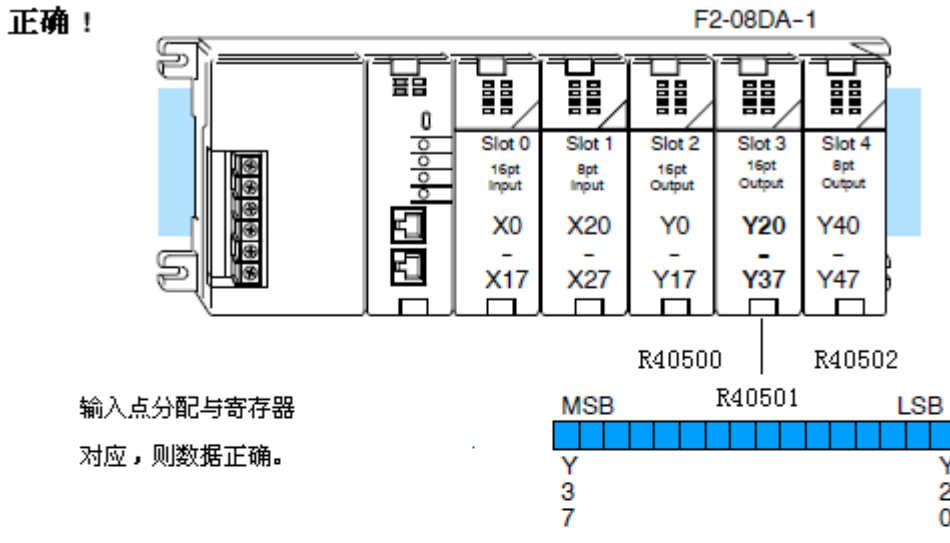 正确！
F2-08DA-1
Slot 0
16pt
Input
X0
-
X17
Slot 1
8pt
Input
X20
-
X27
Slot 2
16pt
Output
Y0
-
Y17
Slot 3
16pt
Output
Y20
-
Y37
Slot 4
8pt
Output
Y40
-
Y47
R40500
R40501
R40502
输入点分配与寄存器
对应，则数据正确。
MSB
LSB
Y
3
7
Y
2
0